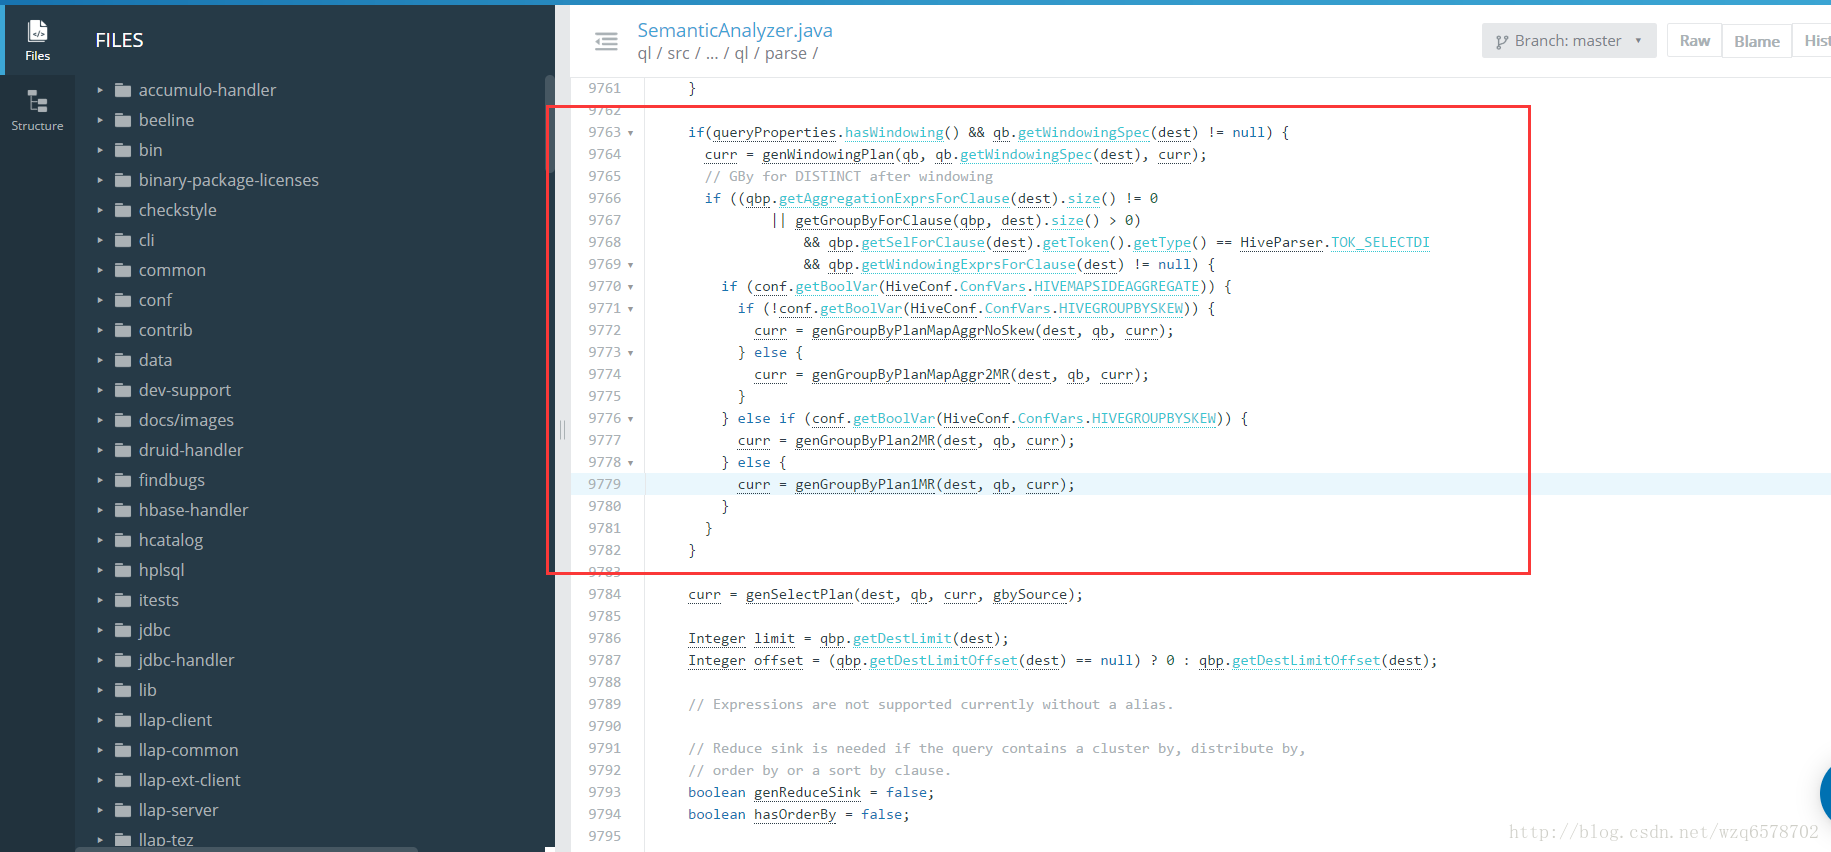 Files
Structure
FILES
accumulo-handler
beeline
bin
binary-package-licenses
checkstyle
cli
common
conf
contrib
data
dev-support
docs/images
druid-handler
findbugs
hbase-handler
hcatalog
hplsql
itests
jdbc
jdbc-handler
lib
llap-client
llap-common
llap-ext-client
llap-server
llap-tez
SemanticAnalyzer.java
ql / src / ... / ql / parse /
Branch: master
Raw
Blame
Hist
9761 }
9762
9763 if(queryProperties.hasWindowing() && qb.getWindowingSpec(dest) != null) {
9764 curr = genWindowingPlan(qb, qb.getWindowingSpec(dest), curr);
9765 // GBy for DISTINCT after windowing
9766 if ((qbp.getAggregationExprsForClause(dest).size() != 0
9767 || getGroupByForClause(qbp, dest).size() > 0)
9768 && qbp.getSelForClause(dest).getToken().getType() == HiveParser.TOK_SELECTDI
9769 && qbp.getWindowingExprsForClause(dest) != null) {
9770 if (conf.getBoolVar(HiveConf.ConfVars.HIVEMAPSIDEAGGREGATE)) {
9771 if (!conf.getBoolVar(HiveConf.ConfVars.HIVEGROUPBYSKEW)) {
9772 curr = genGroupByPlanMapAggrNoSkew(dest, qb, curr);
9773 } else {
9774 curr = genGroupByPlanMapAggr2MR(dest, qb, curr);
9775 }
9776 } else if (conf.getBoolVar(HiveConf.ConfVars.HIVEGROUPBYSKEW)) {
9777 curr = genGroupByPlan2MR(dest, qb, curr);
9778 } else {
9779 curr = genGroupByPlan1MR(dest, qb, curr);
9780 }
9781 }
9782 }
9783
9784 curr = genSelectPlan(dest, qb, curr, gbySource);
9785
9786 Integer limit = qbp.getDestLimit(dest);
9787 Integer offset = (qbp.getDestLimitOffset(dest) == null) ? 0 : qbp.getDestLimitOffset(dest);
9788
9789 // Expressions are not supported currently without a alias.
9790
9791 // Reduce sink is needed if the query contains a cluster by, distribute by,
9792 // order by or a sort by clause.
9793 boolean genReduceSink = false;
9794 boolean hasOrderBy = false;
9795
http://blog.csdn.net/wzq6578702